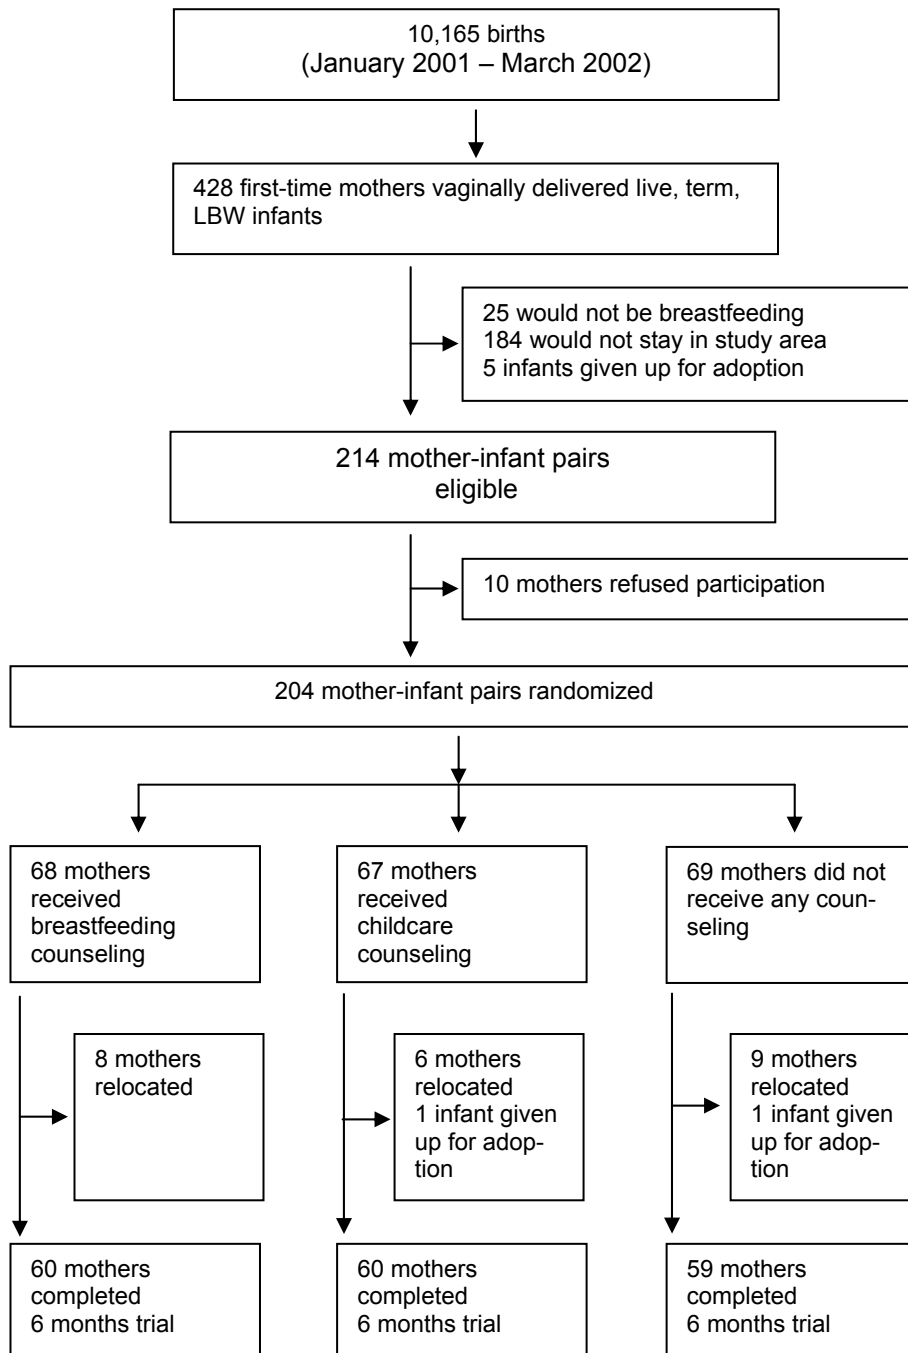 10,165 births
(January 2001 – March 2002)
428 first-time mothers vaginally delivered live, term,
LBW infants
25 would not be breastfeeding
184 would not stay in study area
5 infants given up for adoption
214 mother-infant pairs
eligible
10 mothers refused participation
204 mother-infant pairs randomized
68 mothers
received
breastfeeding
counseling
67 mothers
received
childcare
counseling
69 mothers did not
receive any coun-
seling
8 mothers
relocated
6 mothers
relocated
1 infant given
up for adop-
tion
9 mothers
relocated
1 infant given
up for adop-
tion
60 mothers
completed
6 months trial
60 mothers
completed
6 months trial
59 mothers
completed
6 months trial